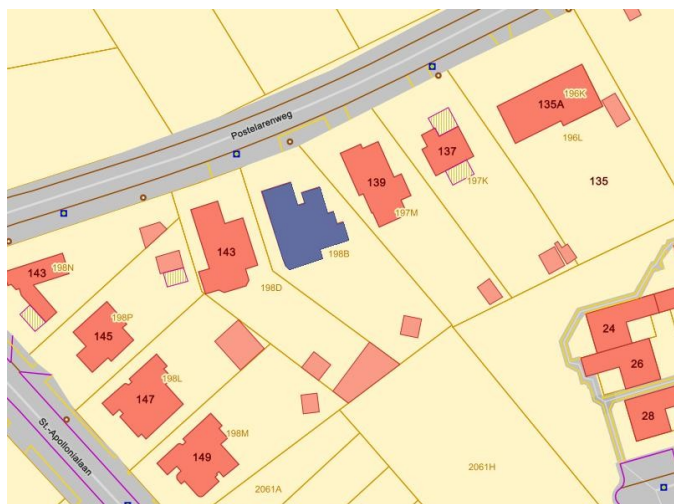 196K
135A
Postelarenweg
196L
137
139
197K
135
197M
143
198B
143
198N
198D
198P
24
145
26
198L
147
28
198M
St.-Apollonialaan
149
2061H
2061A